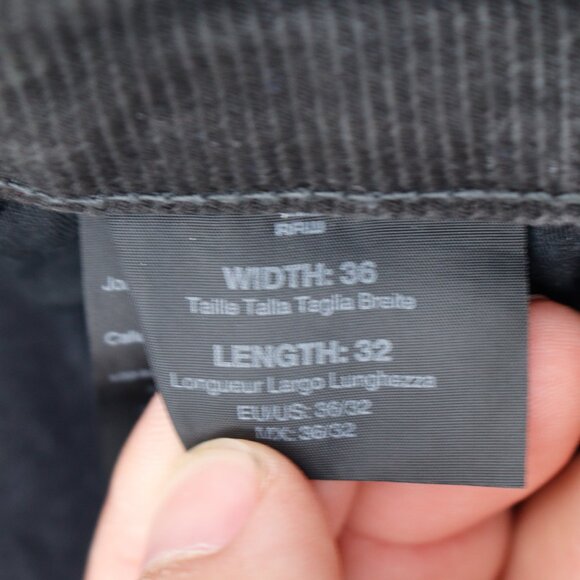 RAW
WIDTH: 36
Taille Talla Taglia Breite
LENGTH: 32
Longueur Largo Lunghezza
EU/US: 36/32
MX: 36/32